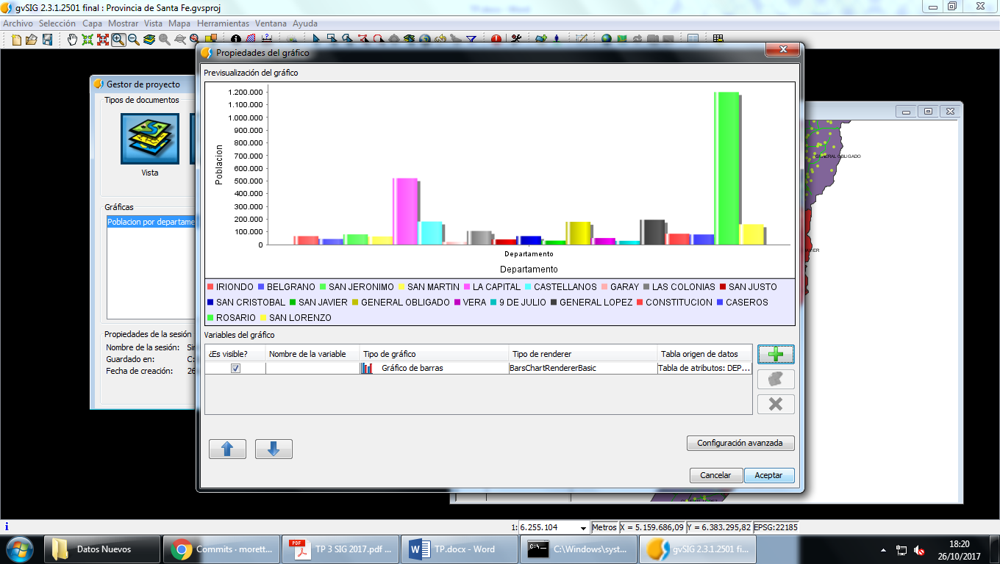 gvSIG 2.3.1.2501 final : Provincia de Santa Fe.gvsproj
Archivo Selección Capa Mostrar Vista Mapa Herramientas Ventana Ayuda
Gestor de proyecto
Tipos de documentos
Vista
Gráficas
Poblacion por departame
Propiedades de la sesión
Nombre de la sesión:
Guardado en: C:
Fecha de creación: 26
Propiedades del gráfico
Previsualización del gráfico
Poblacion
1.200.000
1.100.000
1.000.000
900.000
800.000
700.000
600.000
500.000
400.000
300.000
200.000
100.000
0
Departamento
Departamento
IRIONDO BELGRANO SAN JERONIMO SAN MARTIN LA CAPITAL CASTELLANOS GARAY LAS COLONIAS SAN JUSTO
SAN CRISTOBAL SAN JAVIER GENERAL OBLIGADO VERA 9 DE JULIO GENERAL LOPEZ CONSTITUCION CASEROS
ROSARIO SAN LORENZO
Variables del gráfico
¿Es visible? Nombre de la variable Tipo de gráfico Tipo de renderer Tabla origen de datos
Gráfico de barras BarsChartRendererBasic Tabla de atributos: DEP...
Configuración avanzada
Cancelar Aceptar
GENERAL OBLIGADO
1: 6.255.104 Metros X = 5.159.686,09 Y = 6.383.295,82 EPSG:22185
Datos Nuevos Commits · morett... TP 3 SIG 2017.pdf ... TP.docx - Word C:\Windows\syst... gvSIG 2.3.1.2501 fi...
18:20
26/10/2017